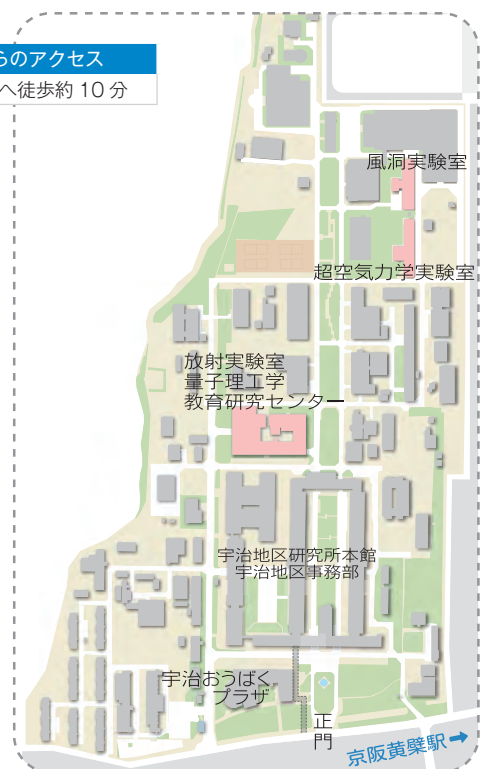 らのアクセス
へ徒歩約 10 分
風洞実験室
超空気力学実験室
放射実験室
量子理工学
教育研究センター
宇治地区研究所本館
宇治地区事務部
宇治おうばく
プラザ
正門
京阪黄檗駅